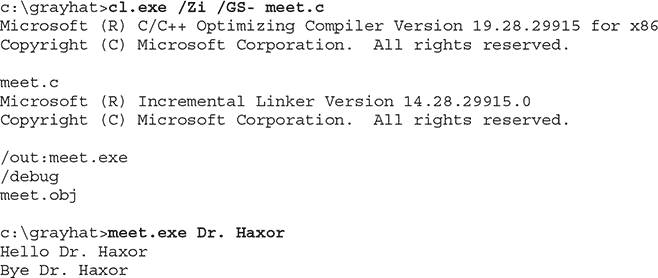 c:\grayhat>cl.exe /Zi /GS- meet.c
Microsoft (R) C/C++ Optimizing Compiler Version 19.28.29915 for x86
Copyright (C) Microsoft Corporation.  All rights reserved.

meet.c
Microsoft (R) Incremental Linker Version 14.28.29915.0
Copyright (C) Microsoft Corporation.  All rights reserved.

/out:meet.exe
/debug
meet.obj

c:\grayhat>meet.exe Dr. Haxor
Hello Dr. Haxor
Bye Dr. Haxor